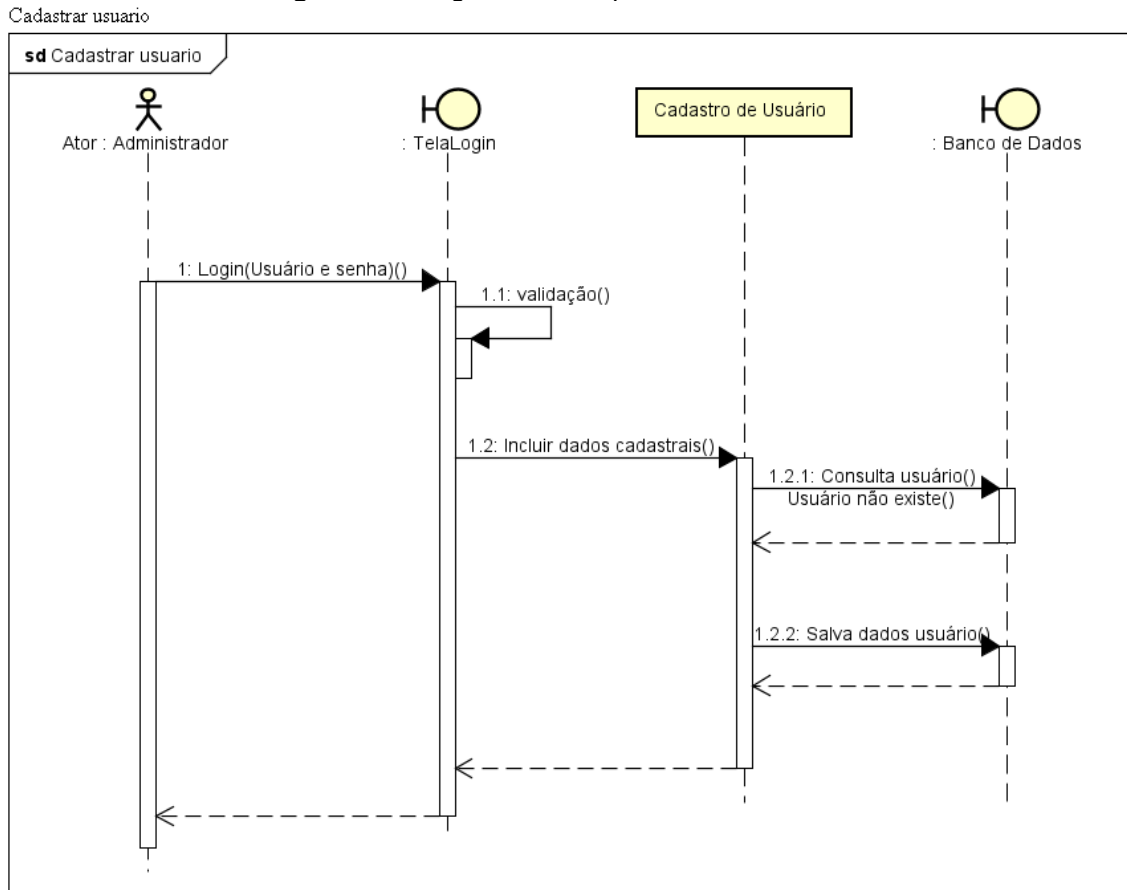 Cadastrar usuario
sd Cadastrar usuario
Ator : Administrador
: TelaLogin
Cadastro de Usuário
: Banco de Dados
1: Login(Usuário e senha)()
1.1: validação()
1.2: Incluir dados cadastrais()
1.2.1: Consulta usuário()
Usuário não existe()
1.2.2: Salva dados usuário()